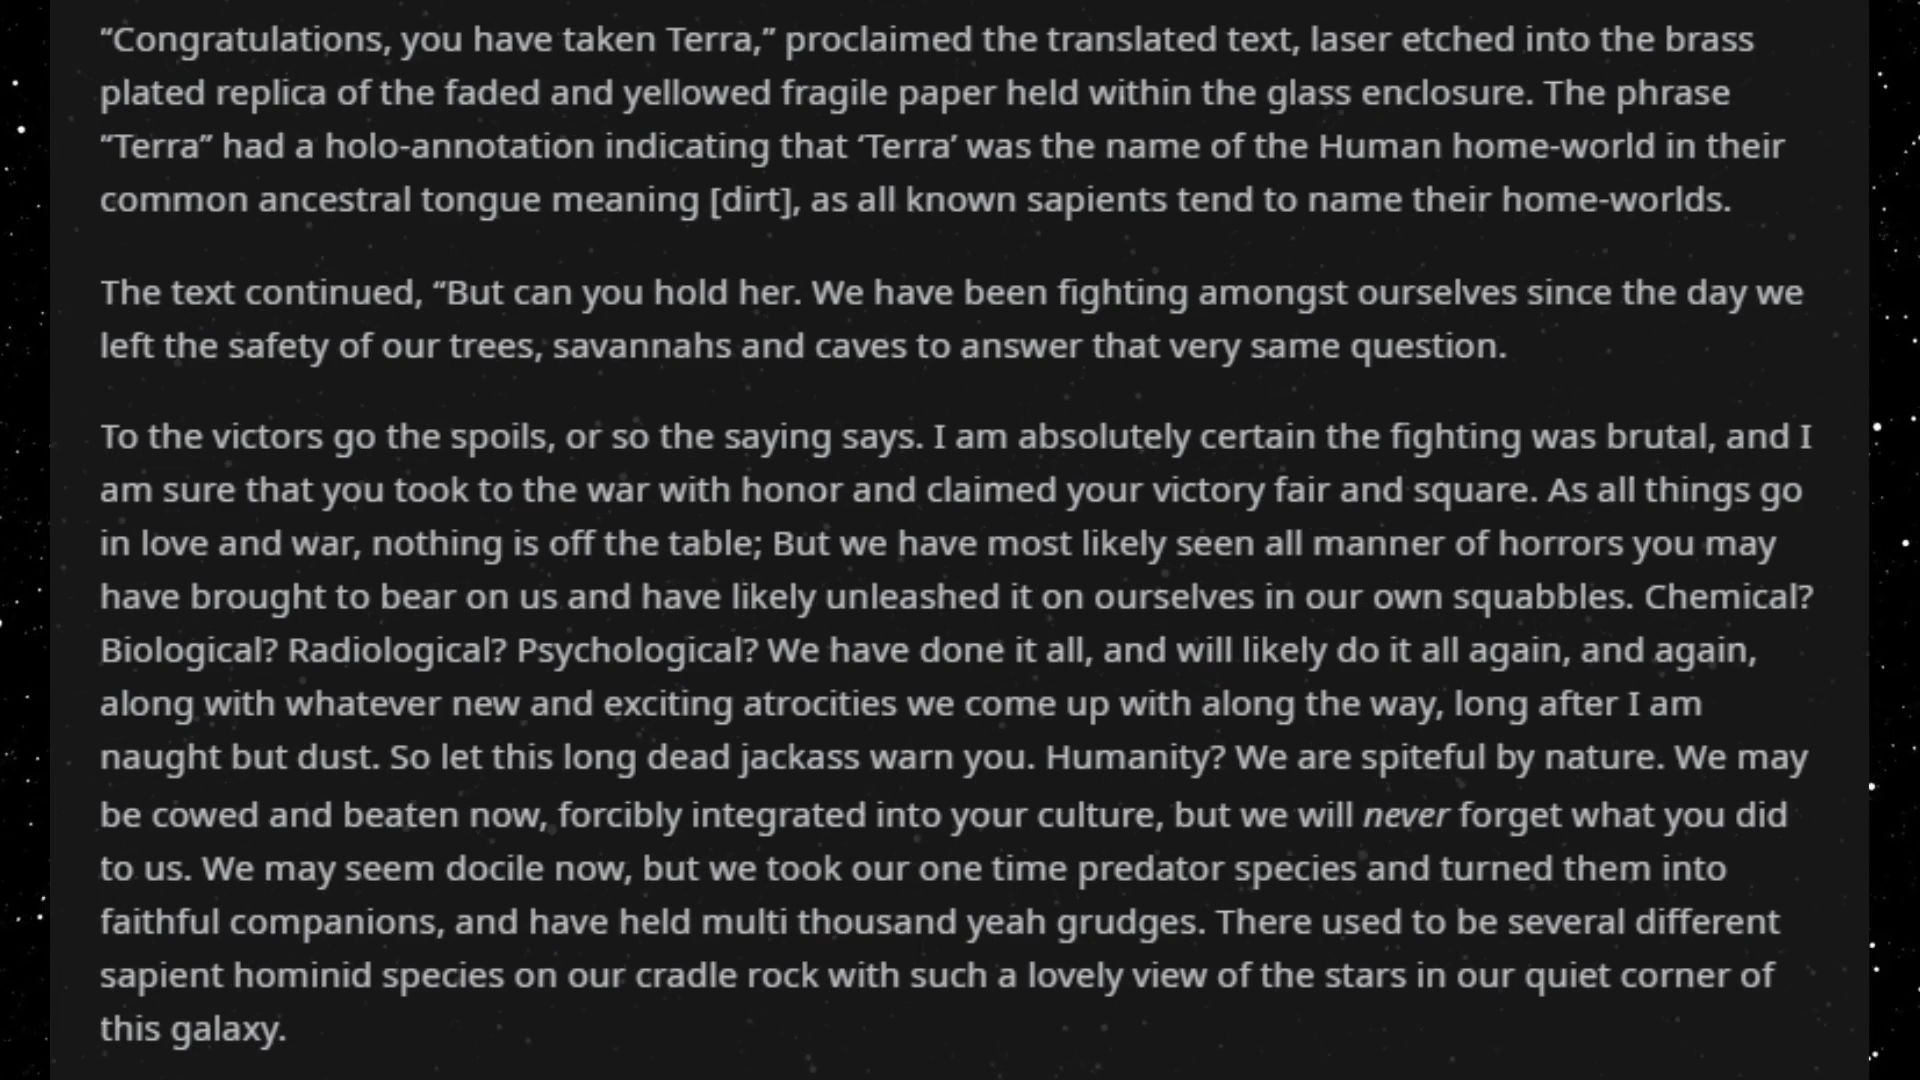 “Congratulations, you have taken Terra,” proclaimed the translated text, laser etched into the brass
plated replica of the faded and yellowed fragile paper held within the glass enclosure. The phrase
“Terra” had a holo-annotation indicating that ‘Terra’ was the name of the Human home-world in their
common ancestral tongue meaning [dirt], as all known sapients tend to name their home-worlds.
The text continued, “But can you hold her. We have been fighting amongst ourselves since the day we
left the safety of our trees, savannahs and caves to answer that very same question.
To the victors go the spoils, or so the saying says. I am absolutely certain the fighting was brutal, and I
am sure that you took to the war with honor and claimed your victory fair and square. As all things go
in love and war, nothing is off the table; But we have most likely seen all manner of horrors you may
have brought to bear on us and have likely unleashed it on ourselves in our own squabbles. Chemical?
Biological? Radiological? Psychological? We have done it all, and will likely do it all again, and again,
along with whatever new and exciting atrocities we come up with along the way, long after I am
naught but dust. So let this long dead jackass warn you. Humanity? We are spiteful by nature. We may
be cowed and beaten now, forcibly integrated into your culture, but we will never forget what you did
to us. We may seem docile now, but we took our one time predator species and turned them into
faithful companions, and have held multi thousand yeah grudges. There used to be several different
sapient hominid species on our cradle rock with such a lovely view of the stars in our quiet corner of
this galaxy.